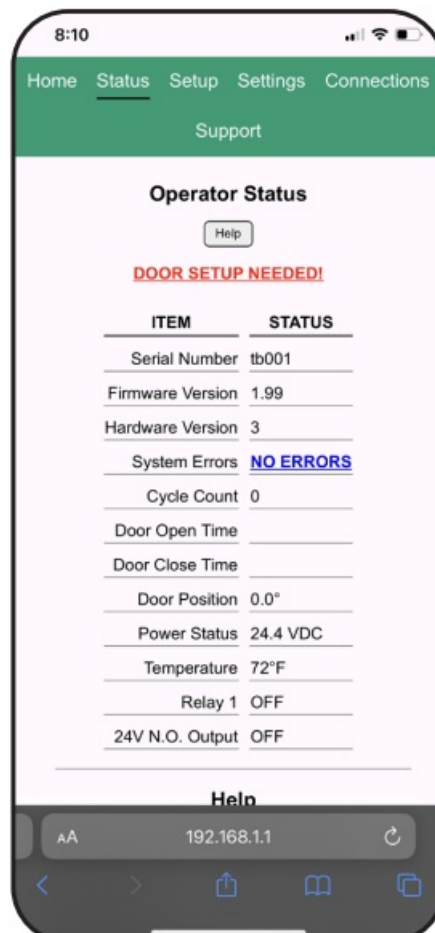 8:10
Home Status Setup Settings Connections
Support
Operator Status
Help
DOOR SETUP NEEDED!
ITEM STATUS
Serial Number tb001
Firmware Version 1.99
Hardware Version 3
System Errors NO ERRORS
Cycle Count 0
Door Open Time
Door Close Time
Door Position 0.0°
Power Status 24.4 VDC
Temperature 72°F
Relay 1 OFF
24V N.O. Output OFF
Help
AA 192.168.1.1